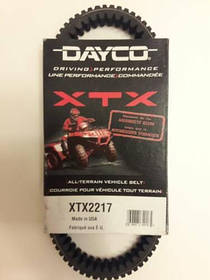 DAYCO
DRIVING PERFORMANCE
UNE PERFORMANCE COMMANDÉE
XTX
ALL-TERRAIN VEHICLE BELT
COURROIE POUR VÉHICULE TOUT TERRAIN
XTX2217
Made in USA
Fabriqué aux É.U.